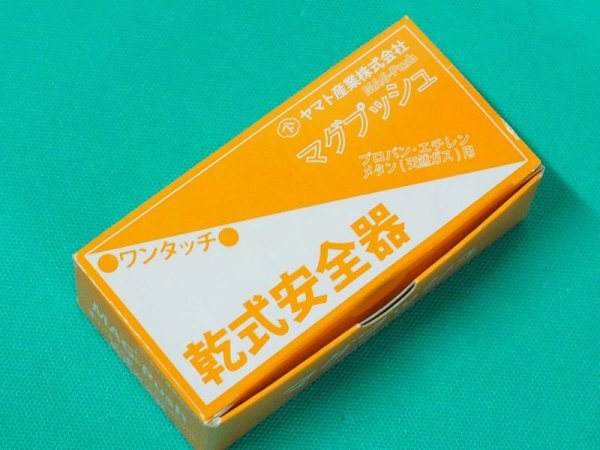 ヤマト産業株式会社
MAG-Push
マグプッシュ
プロパン・エチレン
メタン(天然ガス)用
●ワンタッチ●
乾式安全器
MAG-Push